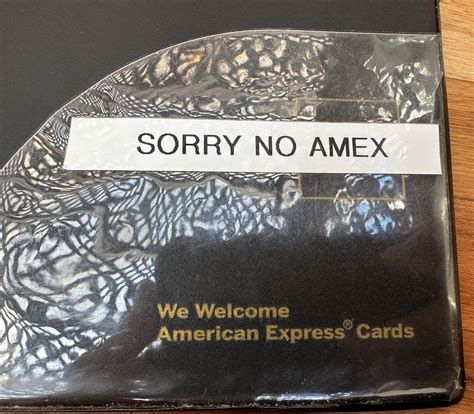 SORRY NO AMEX
We Welcome
American Express® Cards